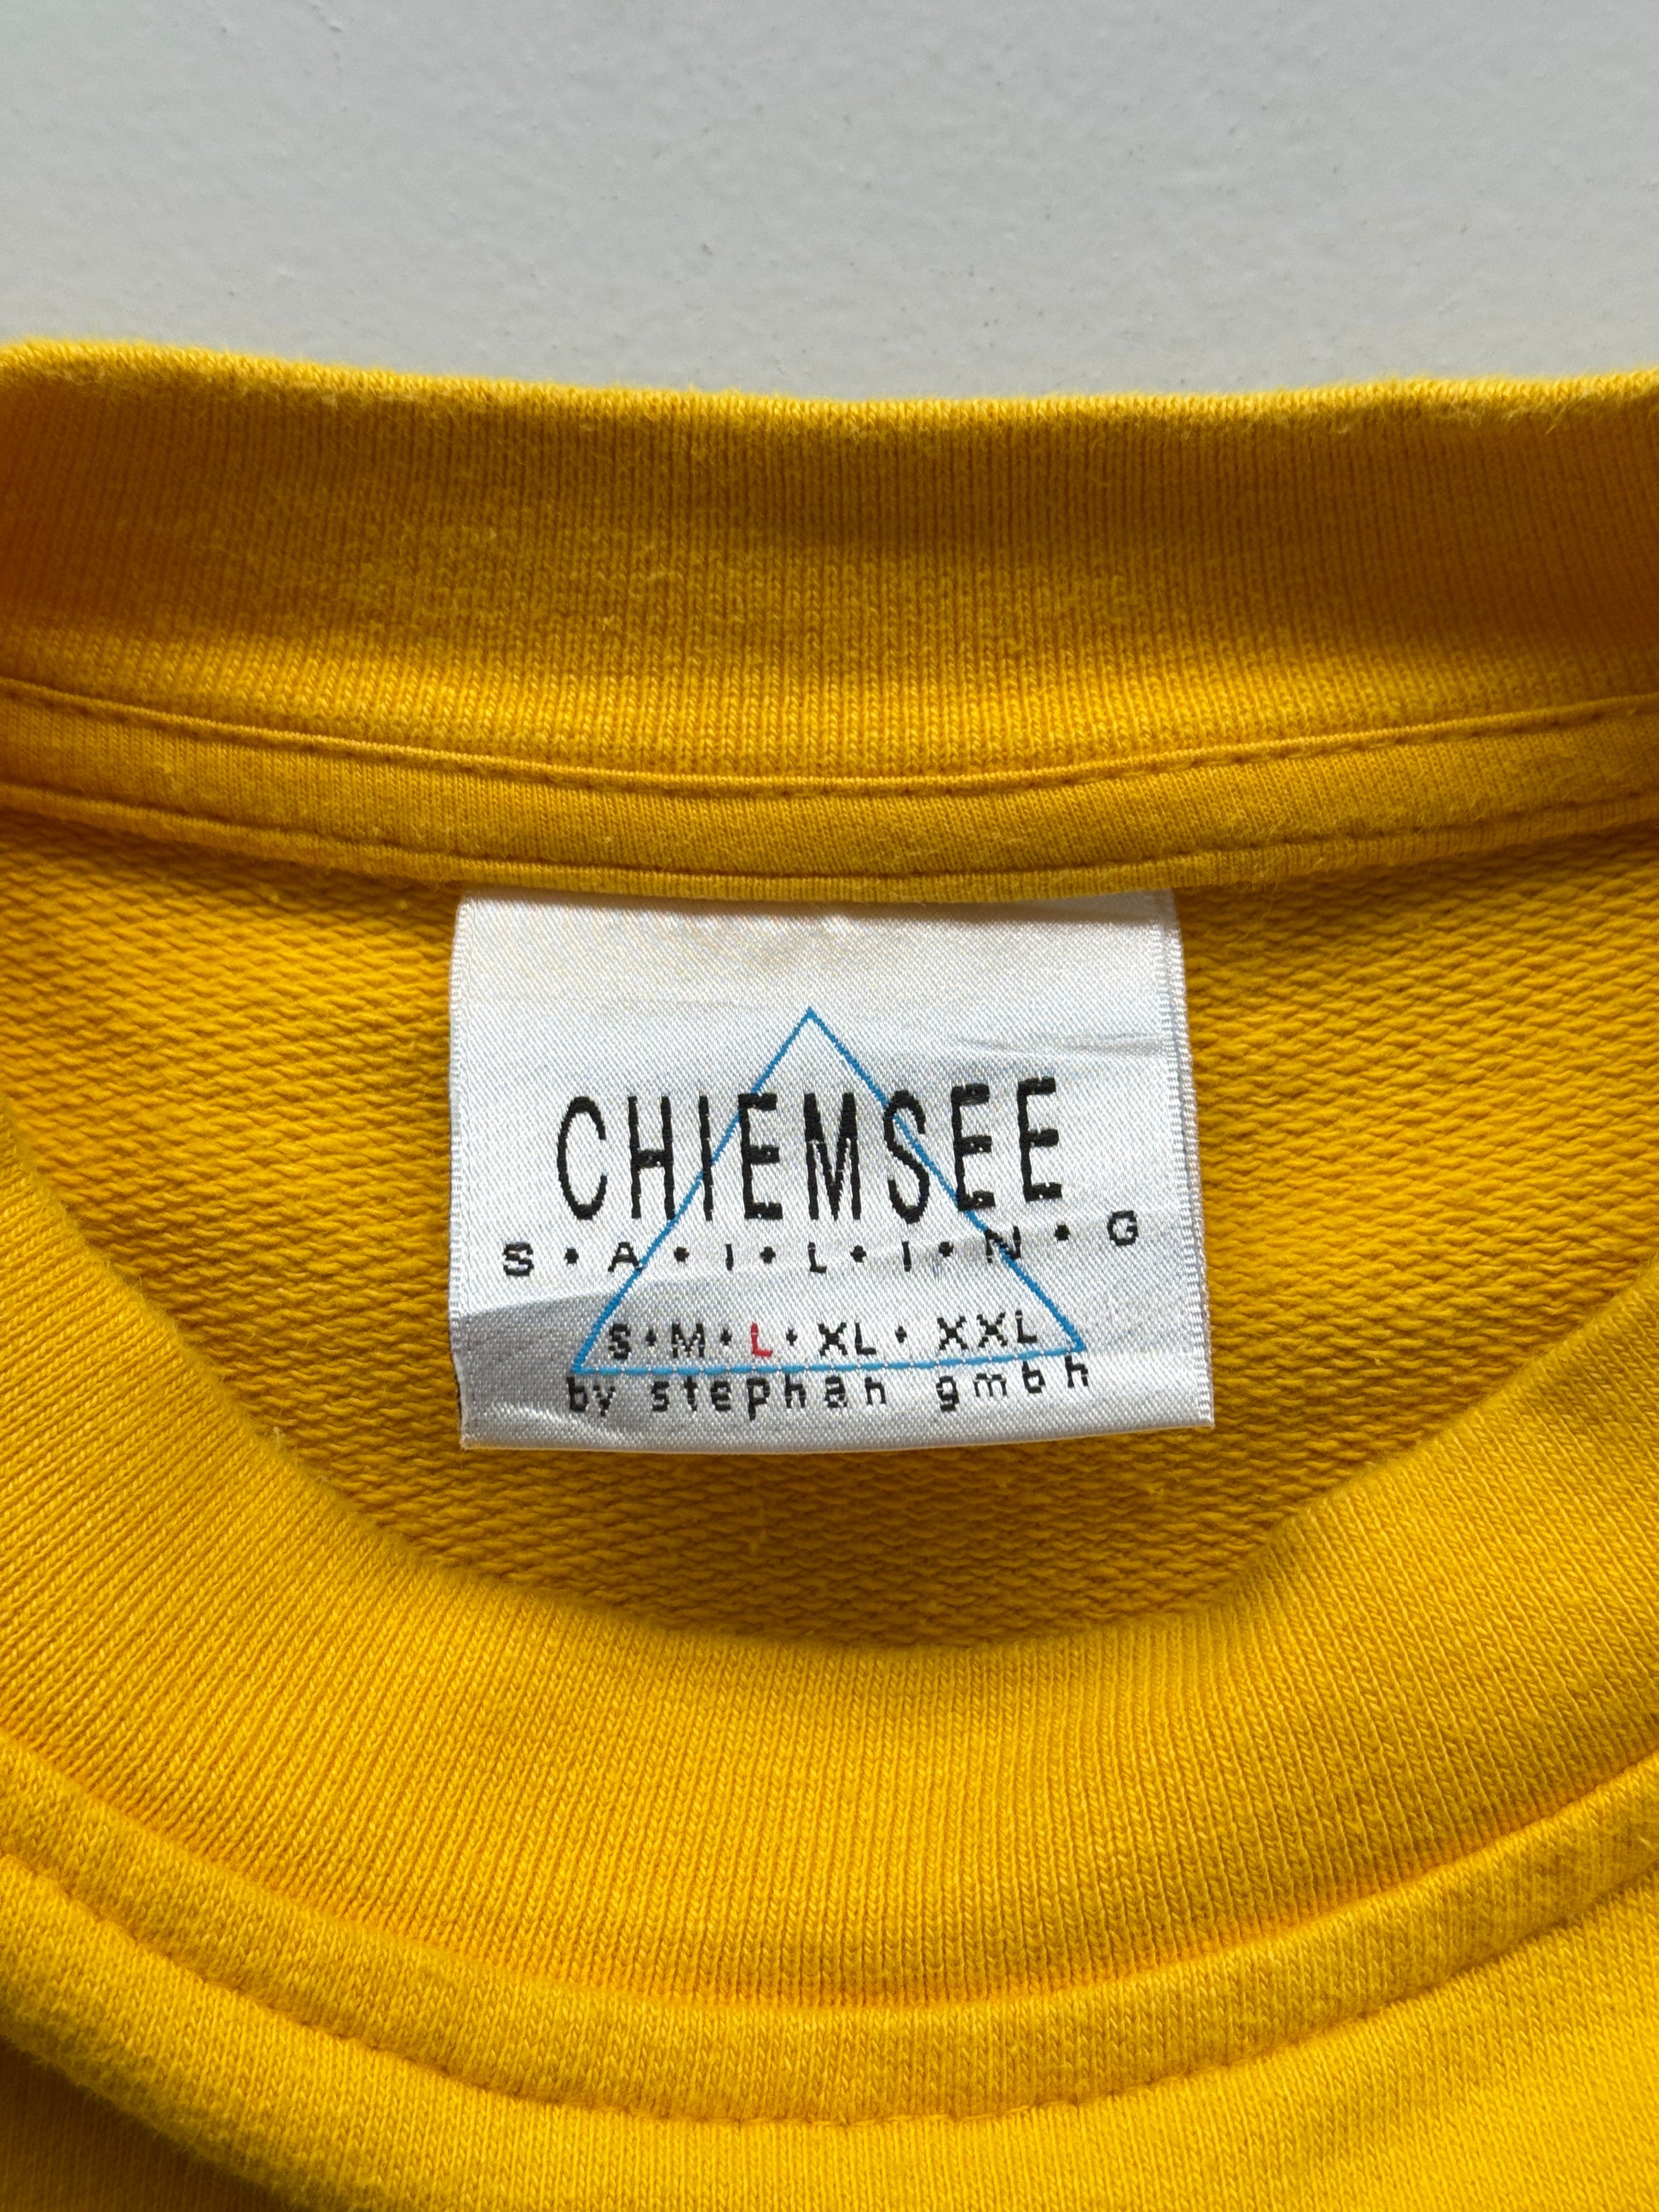 CHIEMSEE
S•A•I•L•I•N•G
S•M•L•XL•XXL
by stephan gmbh